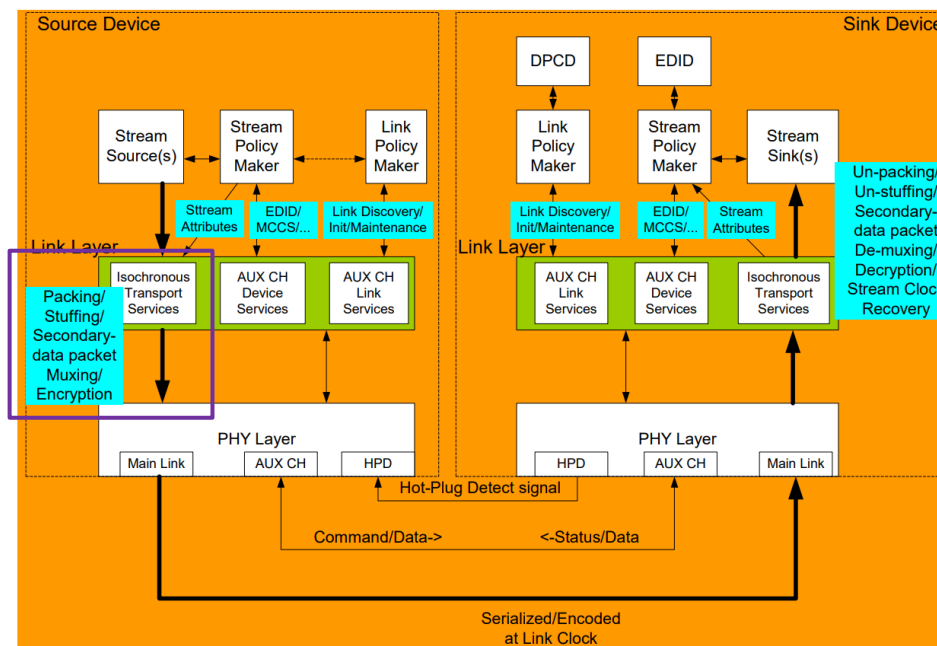 Source Device
Sink Device
DPCD
EDID
Stream
Source(s)
Stream
Policy
Maker
Link
Policy
Maker
Link
Policy
Maker
Stream
Policy
Maker
Stream
Sink(s)
Sttream
Attributes
EDID/
MCCS/...
Link Discovery/
Init/Maintenance
Link Discovery/
Init/Maintenance
EDID/
MCCS/...
Stream
Attributes
Un-packing/
Un-stuffing/
Secondary-
data packet
De-muxing/
Decryption/
Stream Clock
Recovery
Link Layer
Link Layer
Packing/
Stuffing/
Secondary-
data packet
Muxing/
Encryption
Isochronous
Transport
Services
AUX CH
Device
Services
AUX CH
Link
Services
AUX CH
Link
Services
AUX CH
Device
Services
Isochronous
Transport
Services
PHY Layer
PHY Layer
Main Link
AUX CH
HPD
HPD
AUX CH
Main Link
Hot-Plug Detect signal
Command/Data->
<-Status/Data
Serialized/Encoded
at Link Clock